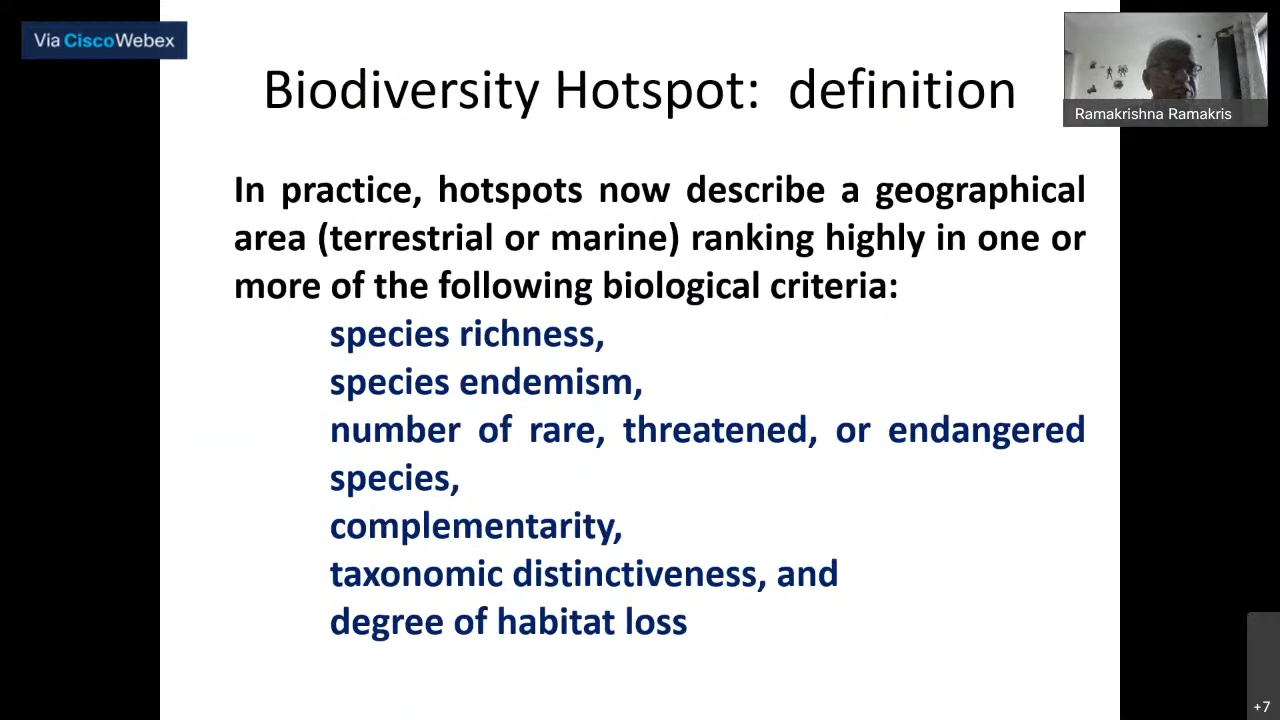 Via CiscoWebex
Biodiversity Hotspot: definition
Ramakrishna Ramakris
In practice, hotspots now describe a geographical
area (terrestrial or marine) ranking highly in one or
more of the following biological criteria:
species richness,
species endemism,
number of rare, threatened, or endangered
species,
complementarity,
taxonomic distinctiveness, and
degree of habitat loss
+7